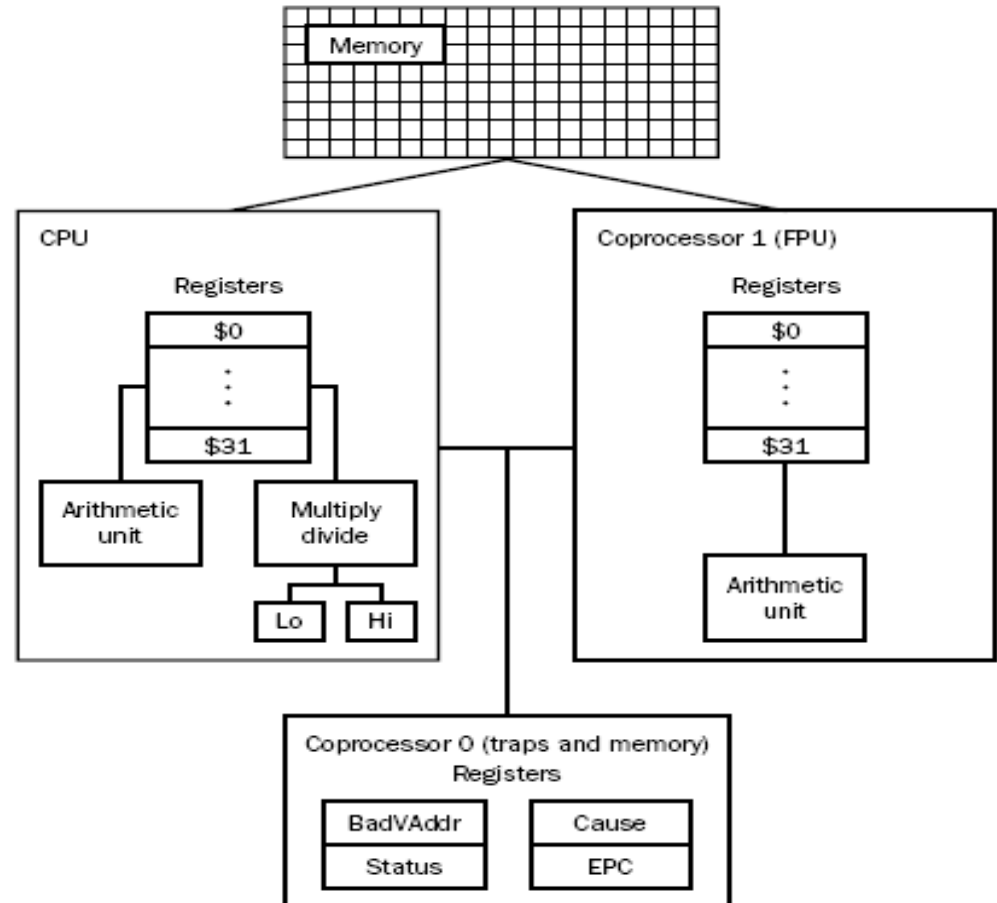 Memory
CPU
Registers
$0
$31
Arithmetic
unit
Multiply
divide
Lo
Hi
Coprocessor 1 (FPU)
Registers
$0
$31
Arithmetic
unit
Coprocessor 0 (traps and memory)
Registers
BadVAddr
Cause
Status
EPC